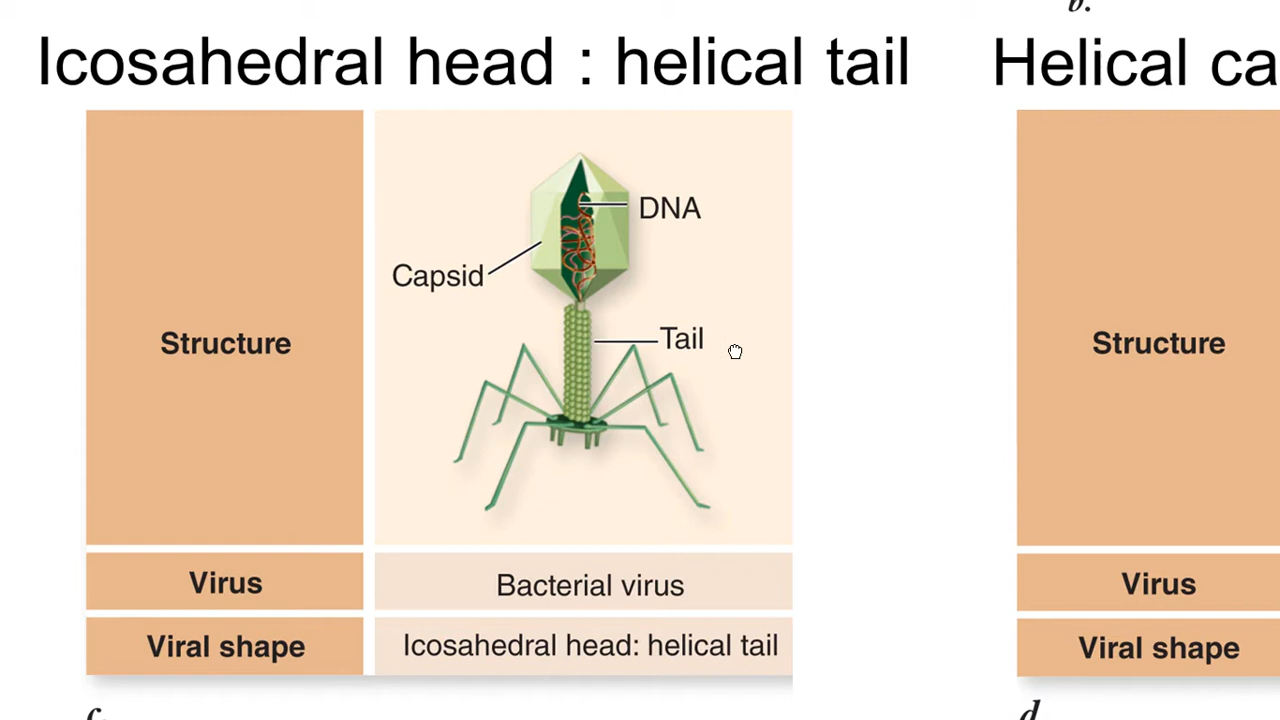 b.
Icosahedral head : helical tail
Helical ca
DNA
Capsid
Tail
Structure
Structure
Virus
Bacterial virus
Virus
Viral shape
Icosahedral head: helical tail
Viral shape
c.
d